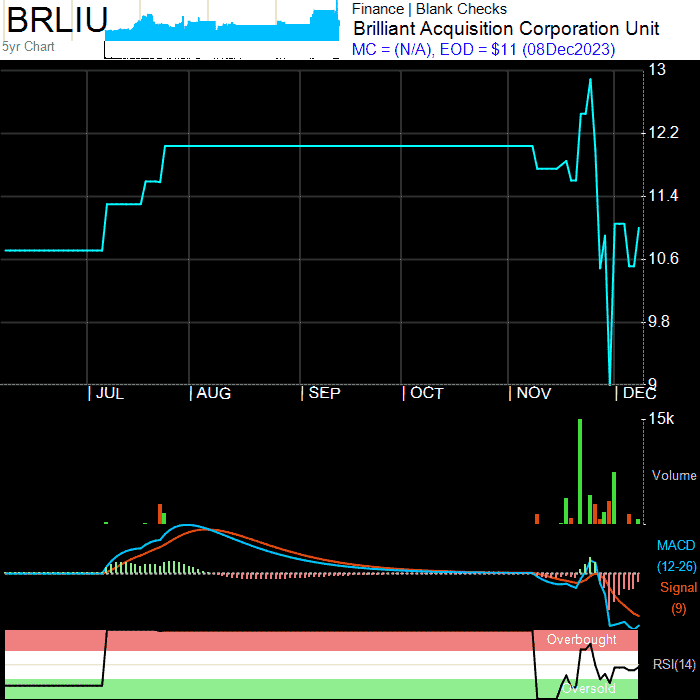 BRLIU
5yr Chart
Finance | Blank Checks
Brilliant Acquisition Corporation Unit
MC = (N/A), EOD = $11 (08Dec2023)
13
12.2
11.4
10.6
9.8
9
| JUL | AUG | SEP | OCT | NOV | DEC
15k
Volume
MACD
(12-26)
Signal
(9)
Overbought
RSI(14)
Oversold